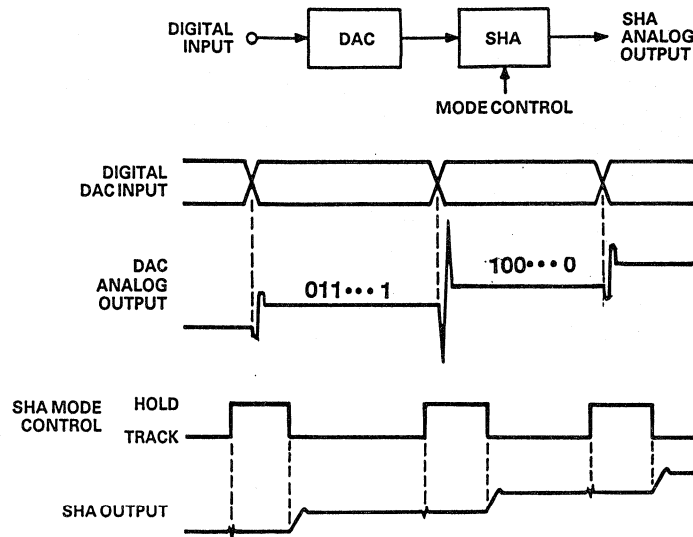 DIGITAL
INPUT
DAC
SHA
SHA
ANALOG
OUTPUT
MODE CONTROL
DIGITAL
DAC INPUT
DAC
ANALOG
OUTPUT
011••• 1
100••• 0
SHA MODE
CONTROL
HOLD
TRACK
SHA OUTPUT